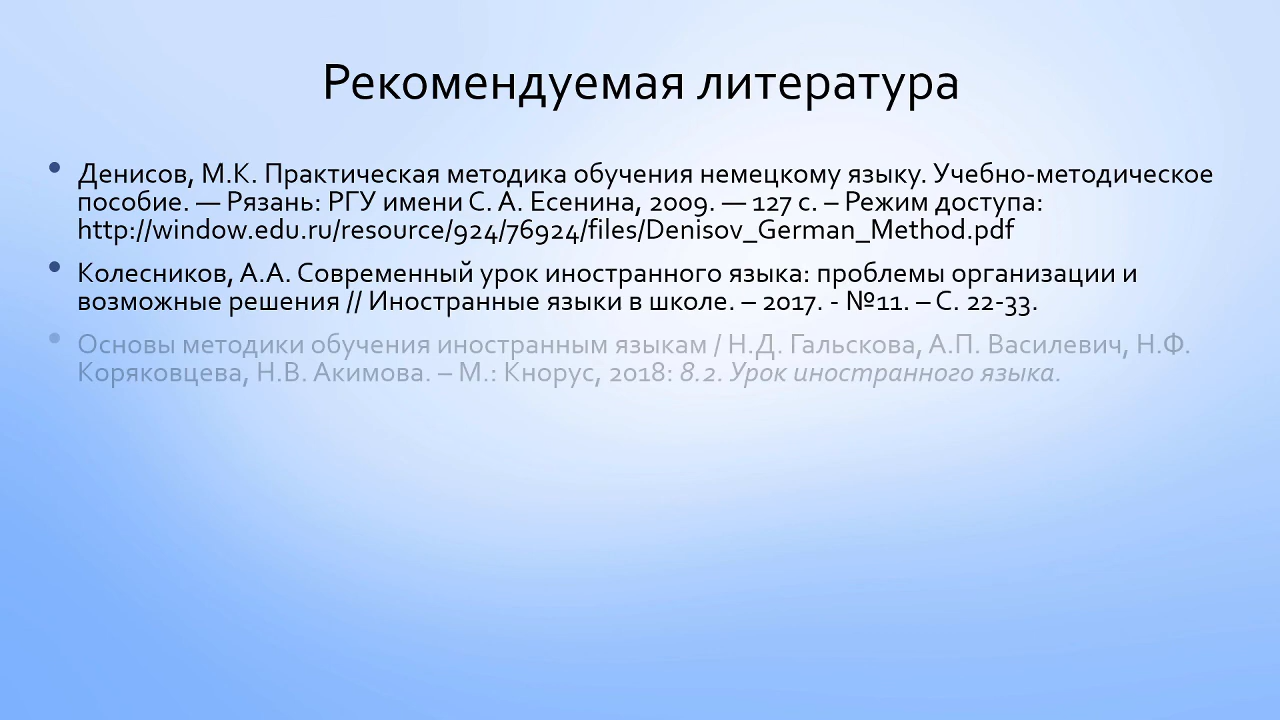 Рекомендуемая литература
• Денисов, М.К. Практическая методика обучения немецкому языку. Учебно-методическое
пособие. — Рязань: РГУ имени С. А. Есенина, 2009. — 127 с. – Режим доступа:
http://window.edu.ru/resource/924/76924/files/Denisov_German_Method.pdf
• Колесников, А.А. Современный урок иностранного языка: проблемы организации и
возможные решения // Иностранные языки в школе. – 2017. - №11. – С. 22-33.
• Основы методики обучения иностранным языкам / Н.Д. Гальскова, А.П. Василевич, Н.Ф.
Коряковцева, Н.В. Акимова. – М.: Кнорус, 2018: 8.2. Урок иностранного языка.